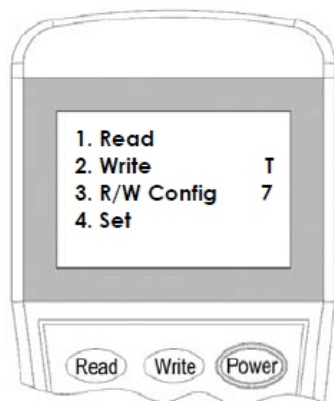 1. Read
2. Write T
3. R/W Config 7
4. Set
Read Write Power